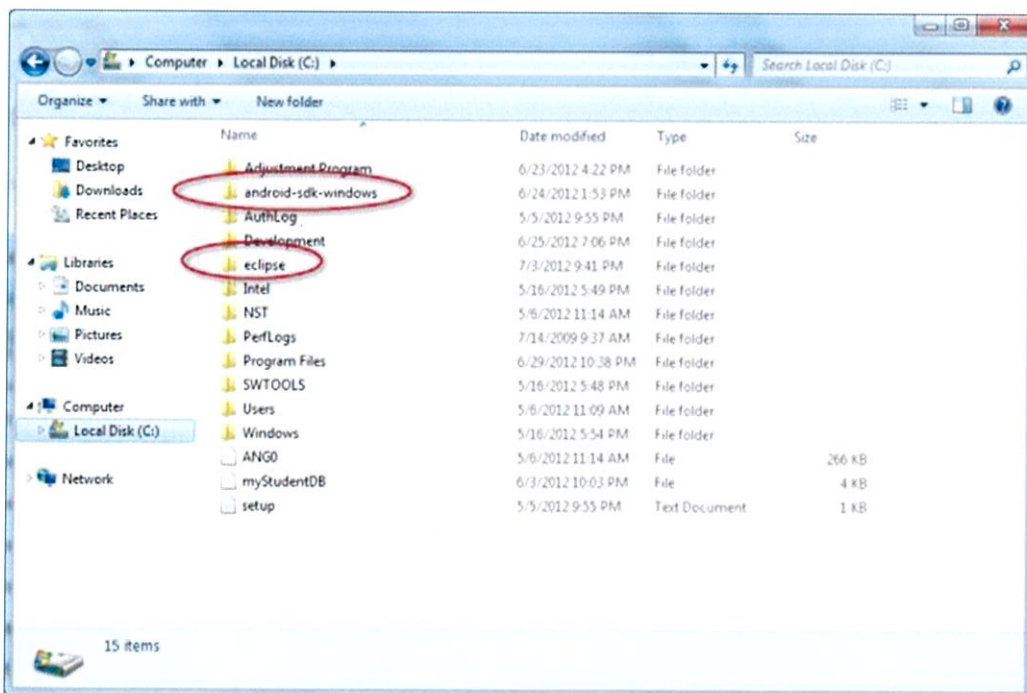 Computer Local Disk (C:) Search Local Disk (C:)
Organize Share with New folder
Name Date modified Type Size
Favorites
Desktop
Downloads
Recent Places
Libraries
Documents
Music
Pictures
Videos
Computer
Local Disk (C:)
Network
Adjustment Program 6/23/2012 4:22 PM File folder
android-sdk-windows 6/24/2012 1:53 PM File folder
AuthLog 5/5/2012 9:55 PM File folder
Development 6/25/2012 7:06 PM File folder
eclipse 7/3/2012 9:41 PM File folder
Intel 5/16/2012 5:49 PM File folder
NST 5/6/2012 11:14 AM File folder
PerfLogs 7/14/2009 9:37 AM File folder
Program Files 6/29/2012 10:38 PM File folder
SWTOOLS 5/16/2012 5:48 PM File folder
Users 5/6/2012 11:09 AM File folder
Windows 5/16/2012 5:54 PM File folder
ANG0 5/6/2012 11:14 AM File 266 KB
myStudentDB 6/3/2012 10:03 PM File 4 KB
setup 5/5/2012 9:55 PM Text Document 1 KB
15 items